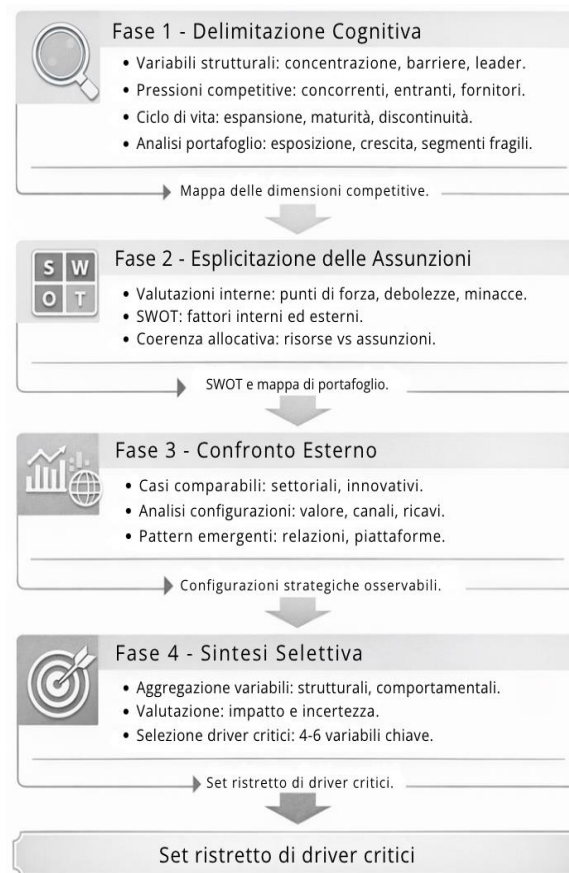 Fase 1 - Delimitazione Cognitiva
• Variabili strutturali: concentrazione, barriere, leader.
• Pressioni competitive: concorrenti, entranti, fornitori.
• Ciclo di vita: espansione, maturità, discontinuità.
• Analisi portafoglio: esposizione, crescita, segmenti fragili.
Mappa delle dimensioni competitive.
S W
O T
Fase 2 - Esplicitazione delle Assunzioni
• Valutazioni interne: punti di forza, debolezze, minacce.
• SWOT: fattori interni ed esterni.
• Coerenza allocativa: risorse vs assunzioni.
SWOT e mappa di portafoglio.
Fase 3 - Confronto Esterno
• Casi comparabili: settoriali, innovativi.
• Analisi configurazioni: valore, canali, ricavi.
• Pattern emergenti: relazioni, piattaforme.
Configurazioni strategiche osservabili.
Fase 4 - Sintesi Selettiva
• Aggregazione variabili: strutturali, comportamentali.
• Valutazione: impatto e incertezza.
• Selezione driver critici: 4-6 variabili chiave.
Set ristretto di driver critici.
Set ristretto di driver critici